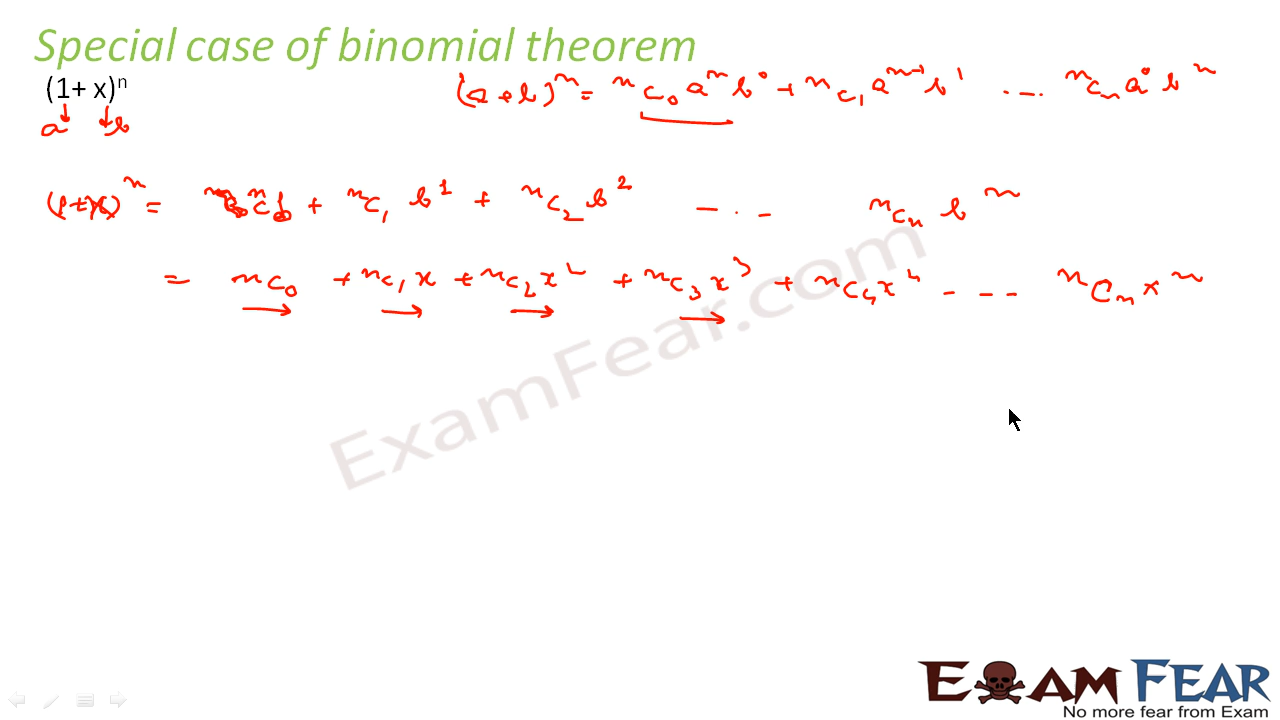 Special case of binomial theorem
(1+ x)ⁿ
a b
(a + b)ⁿ = ⁿC₀ aⁿ b⁰ + ⁿC₁ aⁿ⁻¹ b¹ ..... ⁿCₙ a⁰ bⁿ
(1+x)ⁿ = ⁿC₀ + ⁿC₁ b¹ + ⁿC₂ b² --.- ⁿCₙ bⁿ
= ⁿC₀ + ⁿC₁ x + ⁿC₂ x² + ⁿC₃ x³ + ⁿC₄ x⁴ ---- ⁿCₙ xⁿ
ExamFear.com
EXAM FEAR
No more fear from Exam